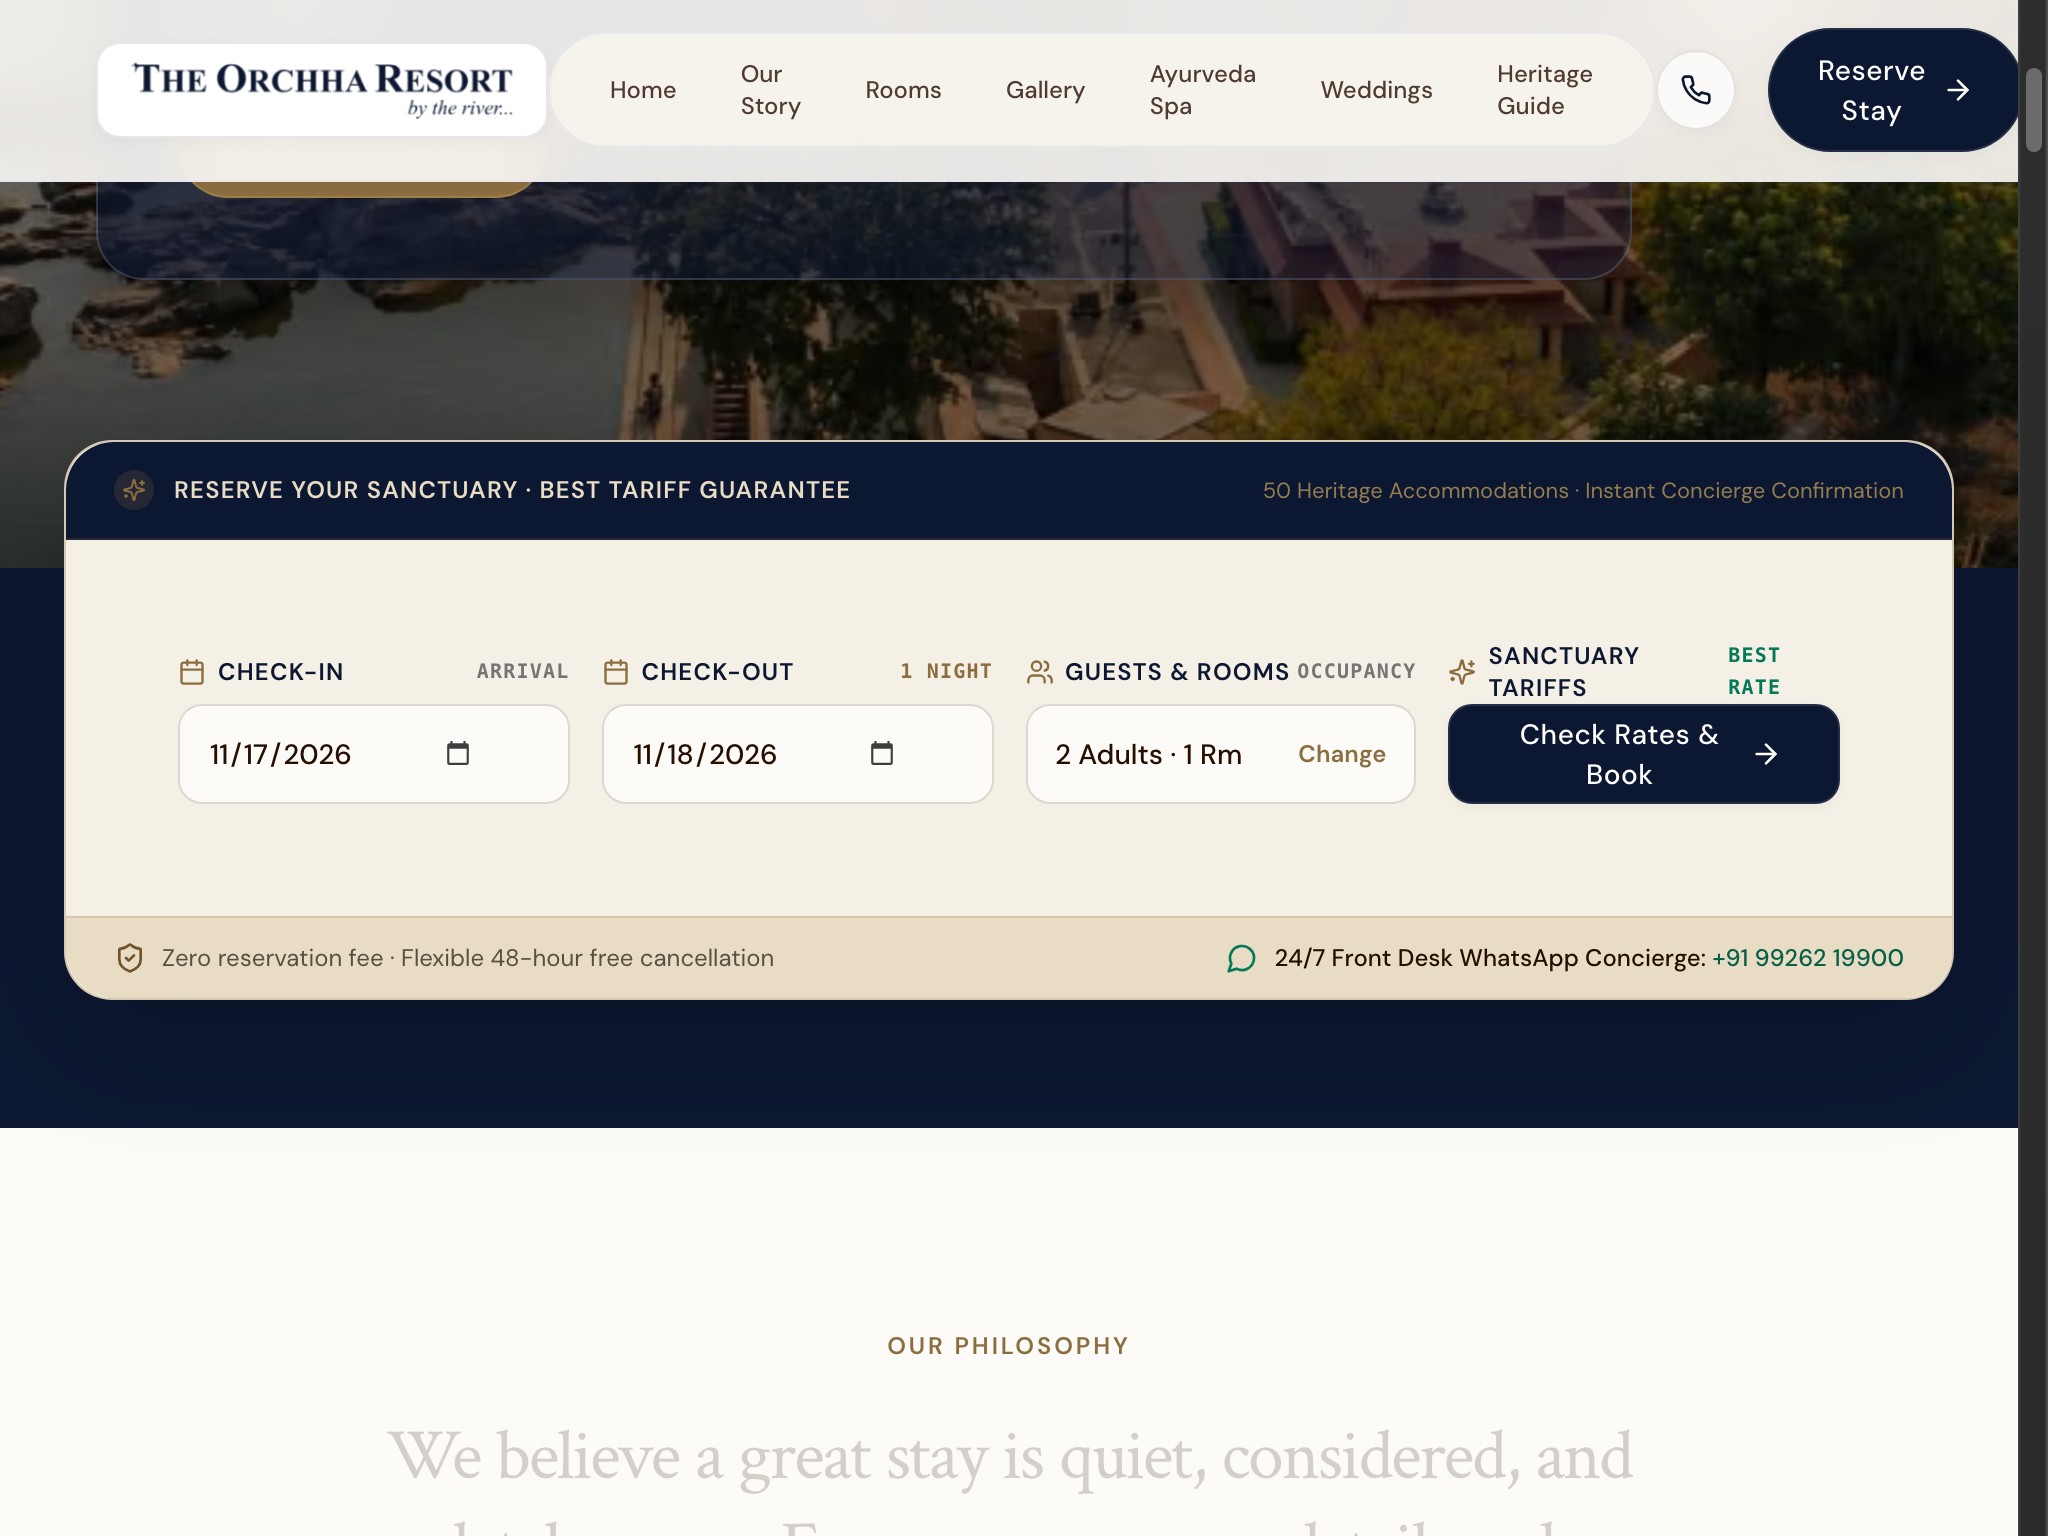 THE ORCHHA RESORT
by the river...
Home
Our
Story
Rooms
Gallery
Ayurveda
Spa
Weddings
Heritage
Guide
Reserve
Stay
RESERVE YOUR SANCTUARY · BEST TARIFF GUARANTEE
50 Heritage Accommodations · Instant Concierge Confirmation
CHECK-IN
ARRIVAL
11/17/2026
CHECK-OUT
1 NIGHT
11/18/2026
GUESTS & ROOMS
OCCUPANCY
2 Adults · 1 Rm
Change
SANCTUARY
TARIFFS
BEST
RATE
Check Rates &
Book
Zero reservation fee · Flexible 48-hour free cancellation
24/7 Front Desk WhatsApp Concierge: +91 99262 19900
OUR PHILOSOPHY
We believe a great stay is quiet, considered, and